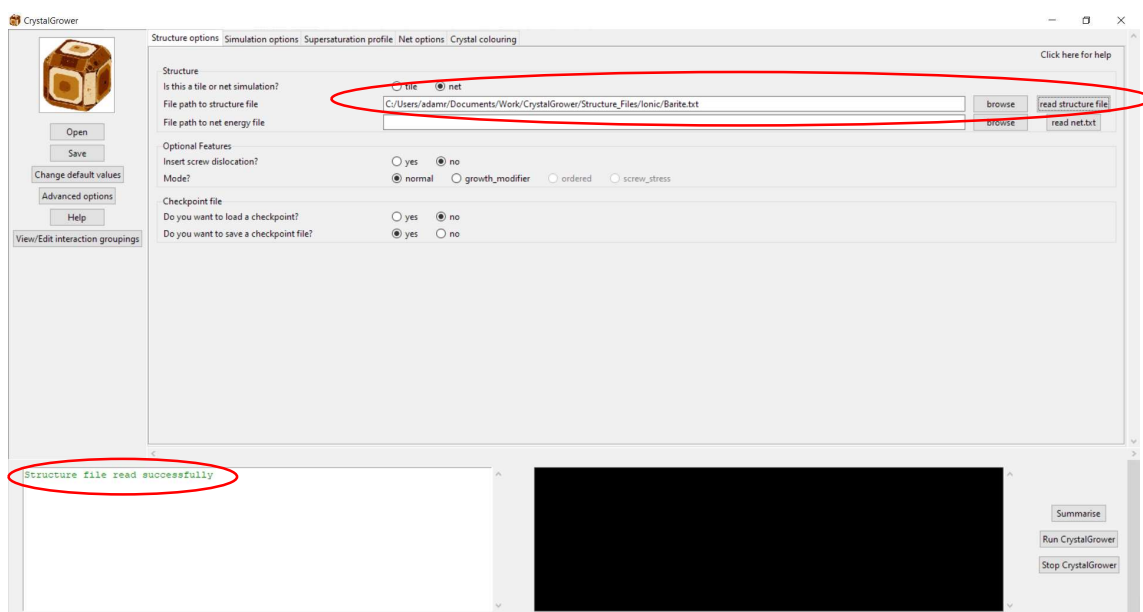 CrystalGrower
Structure options Simulation options Supersaturation profile Net options Crystal colouring
Click here for help
Structure
Is this a tile or net simulation? tile net
File path to structure file C:/Users/adamr/Documents/Work/CrystalGrower/Structure_Files/Ionic/Barite.txt browse read structure file
File path to net energy file browse read net.txt
Optional Features
Insert screw dislocation? yes no
Mode? normal growth_modifier ordered screw_stress
Checkpoint file
Do you want to load a checkpoint? yes no
Do you want to save a checkpoint file? yes no
Open
Save
Change default values
Advanced options
Help
View/Edit interaction groupings
Structure file read successfully
Summarise
Run CrystalGrower
Stop CrystalGrower